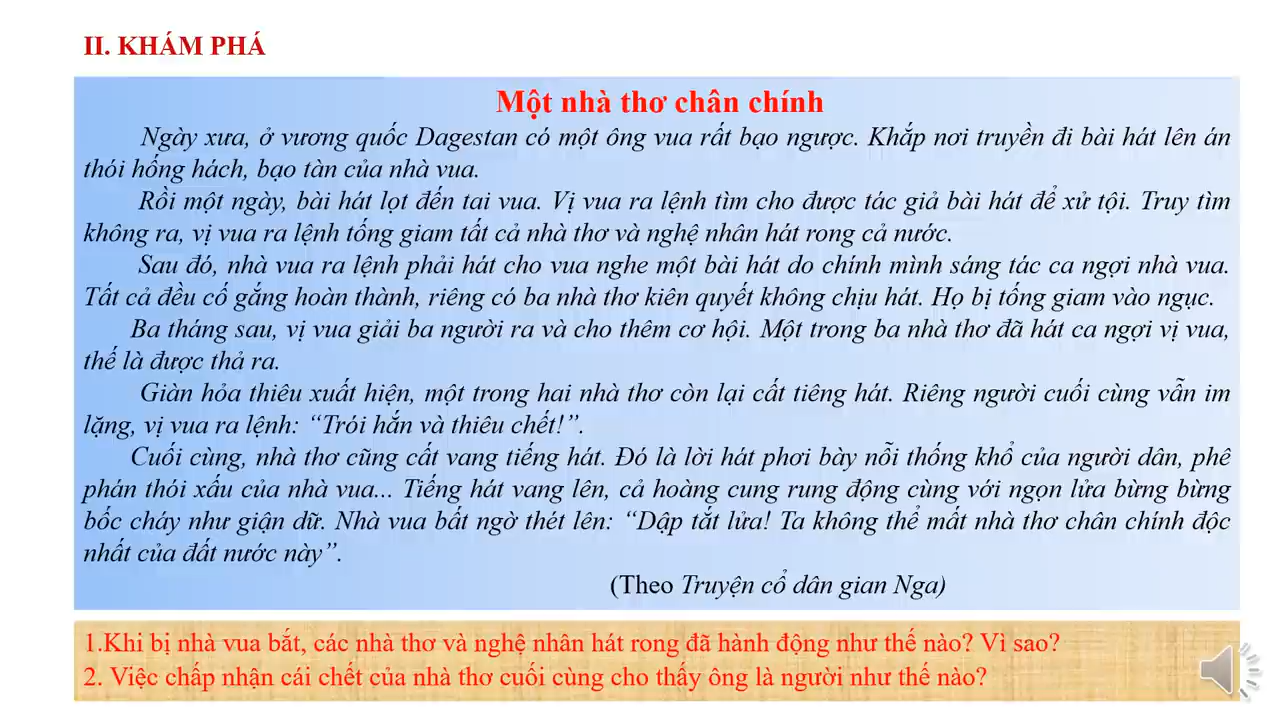 II. KHÁM PHÁ
Một nhà thơ chân chính
Ngày xưa, ở vương quốc Dagestan có một ông vua rất bạo ngược. Khắp nơi truyền đi bài hát lên án
thói hống hách, bạo tàn của nhà vua.
Rồi một ngày, bài hát lọt đến tai vua. Vị vua ra lệnh tìm cho được tác giả bài hát để xử tội. Truy tìm
không ra, vị vua ra lệnh tống giam tất cả nhà thơ và nghệ nhân hát rong cả nước.
Sau đó, nhà vua ra lệnh phải hát cho vua nghe một bài hát do chính mình sáng tác ca ngợi nhà vua.
Tất cả đều cố gắng hoàn thành, riêng có ba nhà thơ kiên quyết không chịu hát. Họ bị tống giam vào ngục.
Ba tháng sau, vị vua giải ba người ra và cho thêm cơ hội. Một trong ba nhà thơ đã hát ca ngợi vị vua,
thế là được thả ra.
Giàn hỏa thiêu xuất hiện, một trong hai nhà thơ còn lại cất tiêng hát. Riêng người cuối cùng vẫn im
lặng, vị vua ra lệnh: “Trói hắn và thiêu chết!”.
Cuối cùng, nhà thơ cũng cất vang tiếng hát. Đó là lời hát phơi bày nỗi thống khổ của người dân, phê
phán thói xấu của nhà vua... Tiếng hát vang lên, cả hoàng cung rung động cùng với ngọn lửa bừng bừng
bốc cháy như giận dữ. Nhà vua bất ngờ thét lên: “Dập tắt lửa! Ta không thể mất nhà thơ chân chính độc
nhất của đất nước này”.
(Theo Truyện cổ dân gian Nga)
1.Khi bị nhà vua bắt, các nhà thơ và nghệ nhân hát rong đã hành động như thế nào? Vì sao?
2. Việc chấp nhận cái chết của nhà thơ cuối cùng cho thấy ông là người như thế nào?